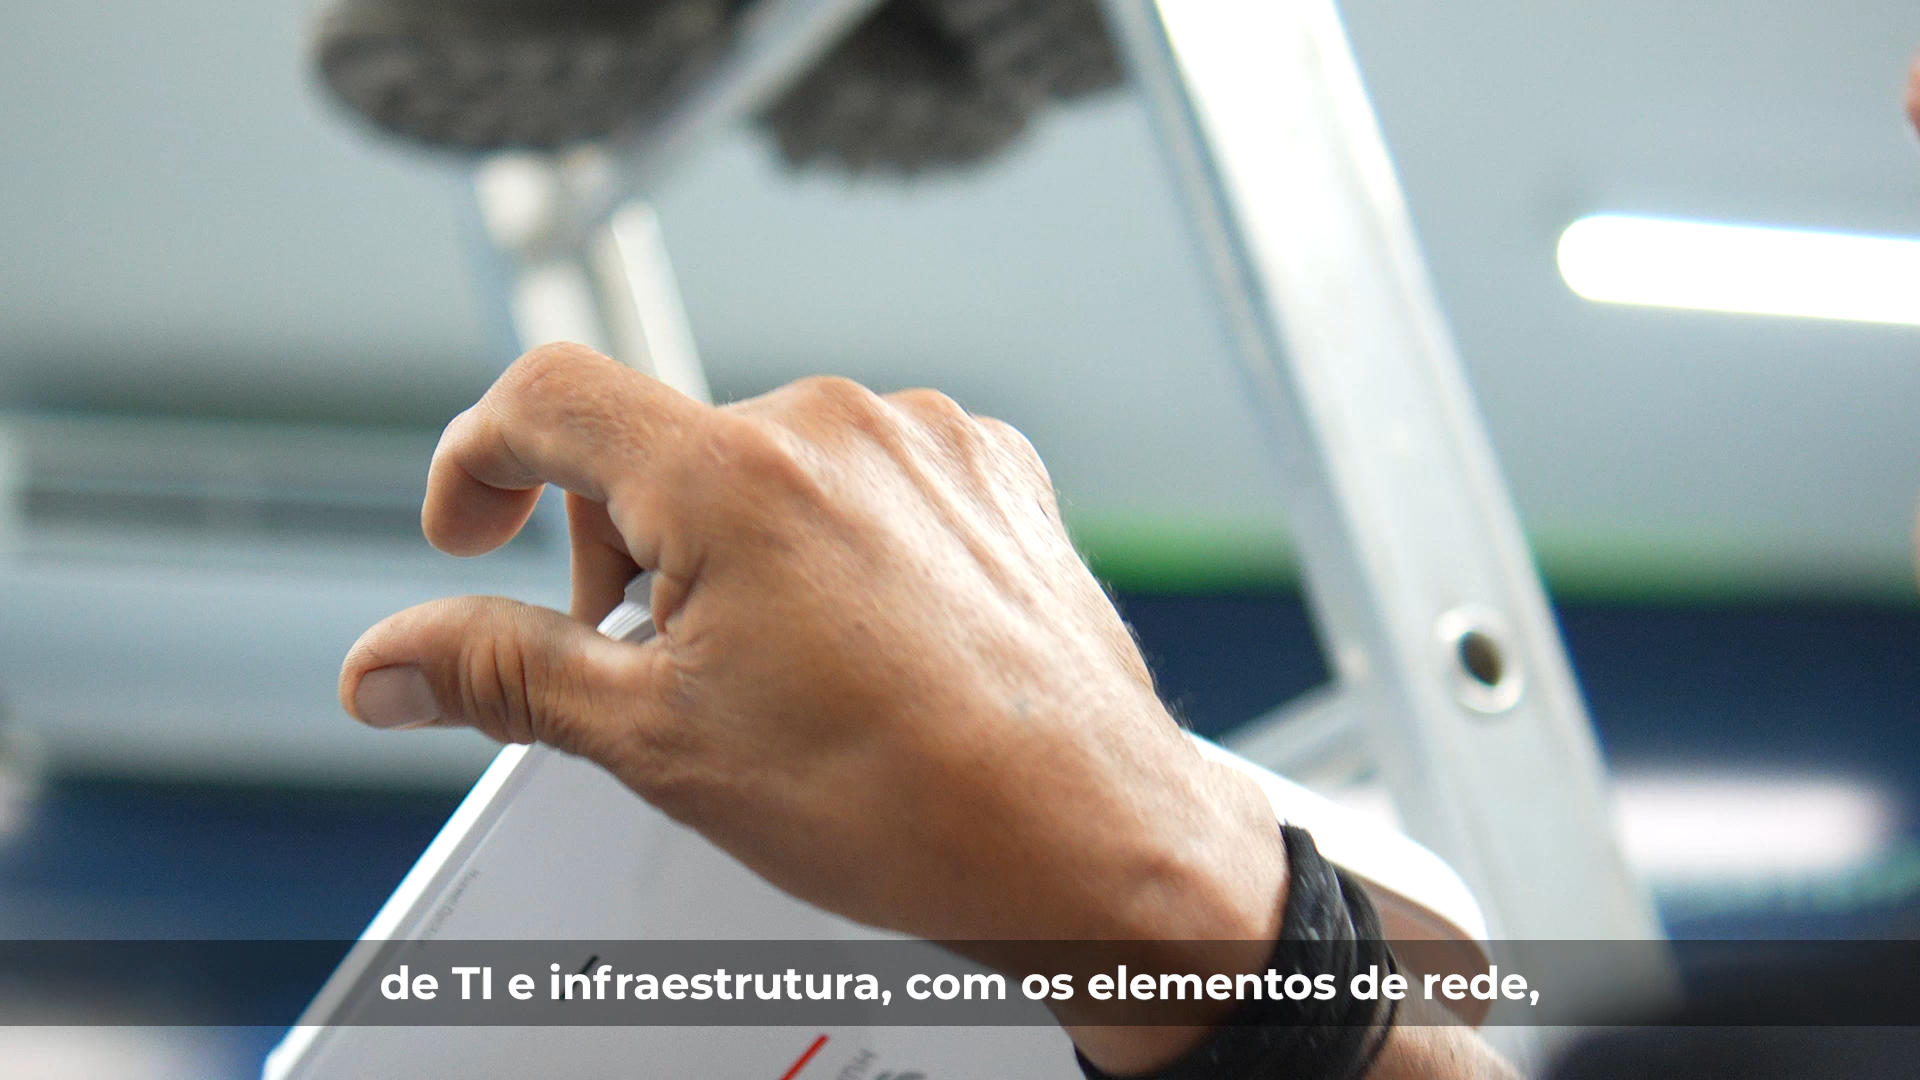 de TI e infraestrutura, com os elementos de rede,